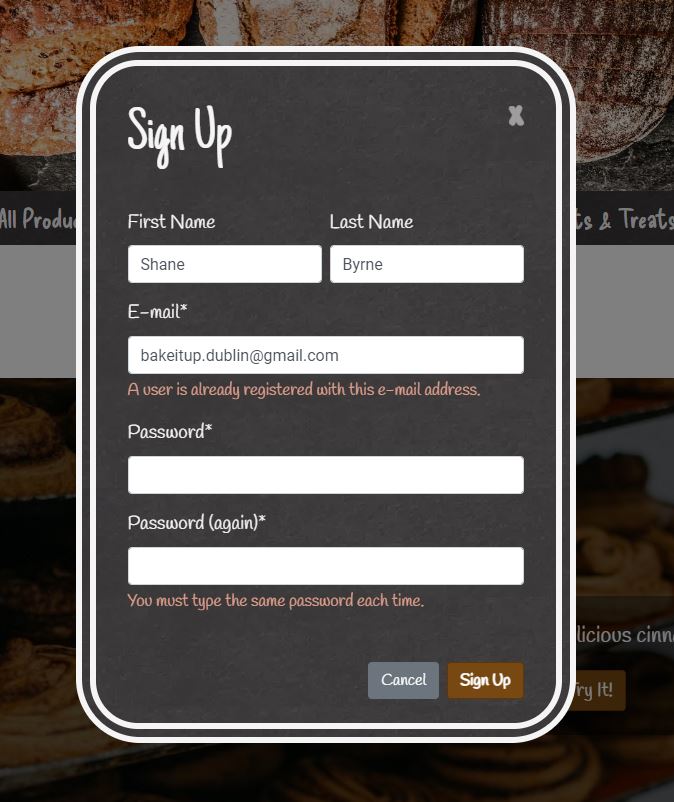 Sign Up
X
All Produc
ts & Treats
First Name Last Name
Shane Byrne
E-mail*
bakeitup.dublin@gmail.com
A user is already registered with this e-mail address.
Password*
Password (again)*
You must type the same password each time.
licious cinn
Try It!
Cancel Sign Up